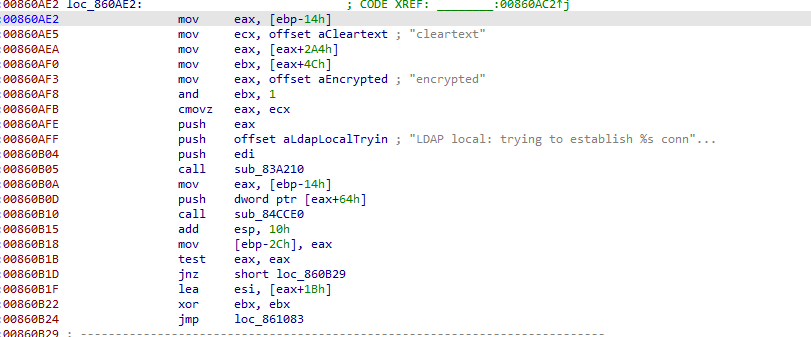 :00860AE2 loc_860AE2: ; CODE XREF: ________:00860AC2↑j
:00860AE2 mov eax, [ebp-14h]
:00860AE5 mov ecx, offset aCleartext ; "cleartext"
:00860AEA mov eax, [eax+2A4h]
:00860AF0 mov ebx, [eax+4Ch]
:00860AF3 mov eax, offset aEncrypted ; "encrypted"
:00860AF8 and ebx, 1
:00860AFB cmovz eax, ecx
:00860AFE push eax
:00860AFF push offset aLdapLocalTryin ; "LDAP local: trying to establish %s conn"...
:00860B04 push edi
:00860B05 call sub_83A210
:00860B0A mov eax, [ebp-14h]
:00860B0D push dword ptr [eax+64h]
:00860B10 call sub_84CCE0
:00860B15 add esp, 10h
:00860B18 mov [ebp-2Ch], eax
:00860B1B test eax, eax
:00860B1D jnz short loc_860B29
:00860B1F lea esi, [eax+1Bh]
:00860B22 xor ebx, ebx
:00860B24 jmp loc_861083
:00860B29 ; ---------------------------------------------------------------------------